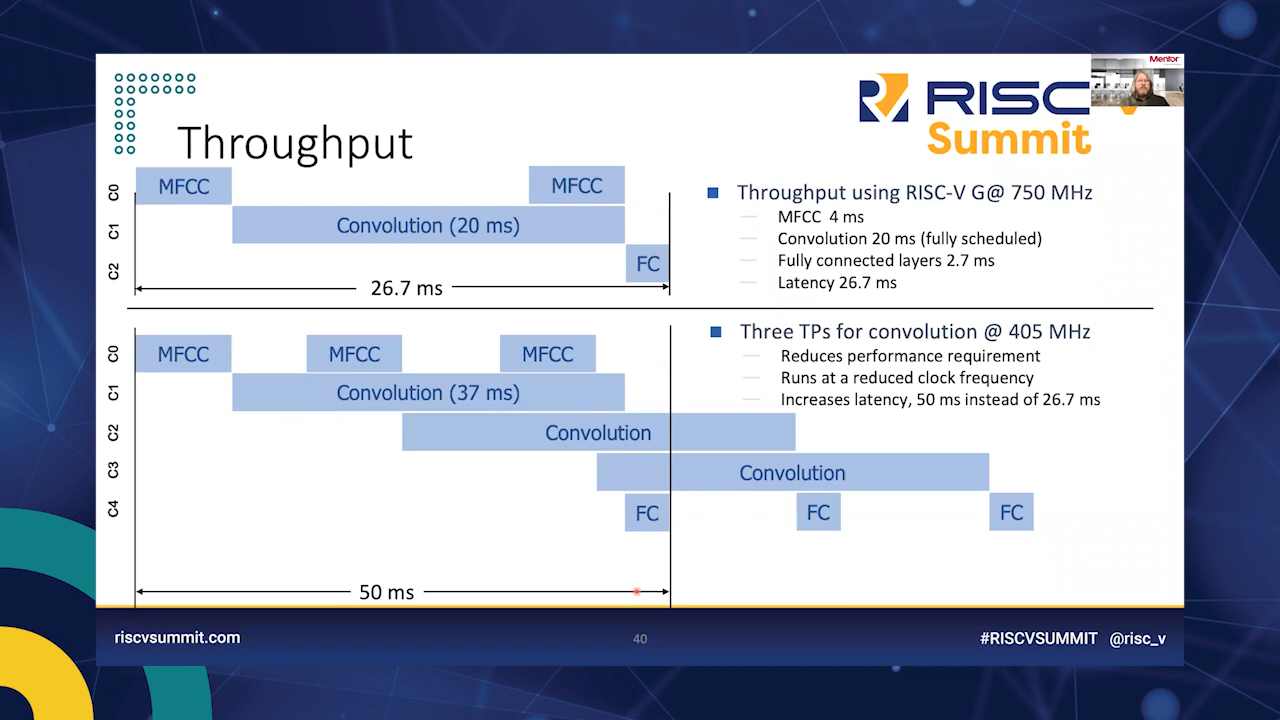 Mentor
RISC
Summit
Throughput
C0
MFCC
MFCC
C1
Convolution (20 ms)
C2
FC
26.7 ms
Throughput using RISC-V G@ 750 MHz
MFCC 4 ms
Convolution 20 ms (fully scheduled)
Fully connected layers 2.7 ms
Latency 26.7 ms
C0
MFCC
MFCC
MFCC
C1
Convolution (37 ms)
C2
Convolution
C3
Convolution
C4
FC
FC
FC
50 ms
Three TPs for convolution @ 405 MHz
Reduces performance requirement
Runs at a reduced clock frequency
Increases latency, 50 ms instead of 26.7 ms
riscvsummit.com
40
#RISCVSUMMIT @risc_v